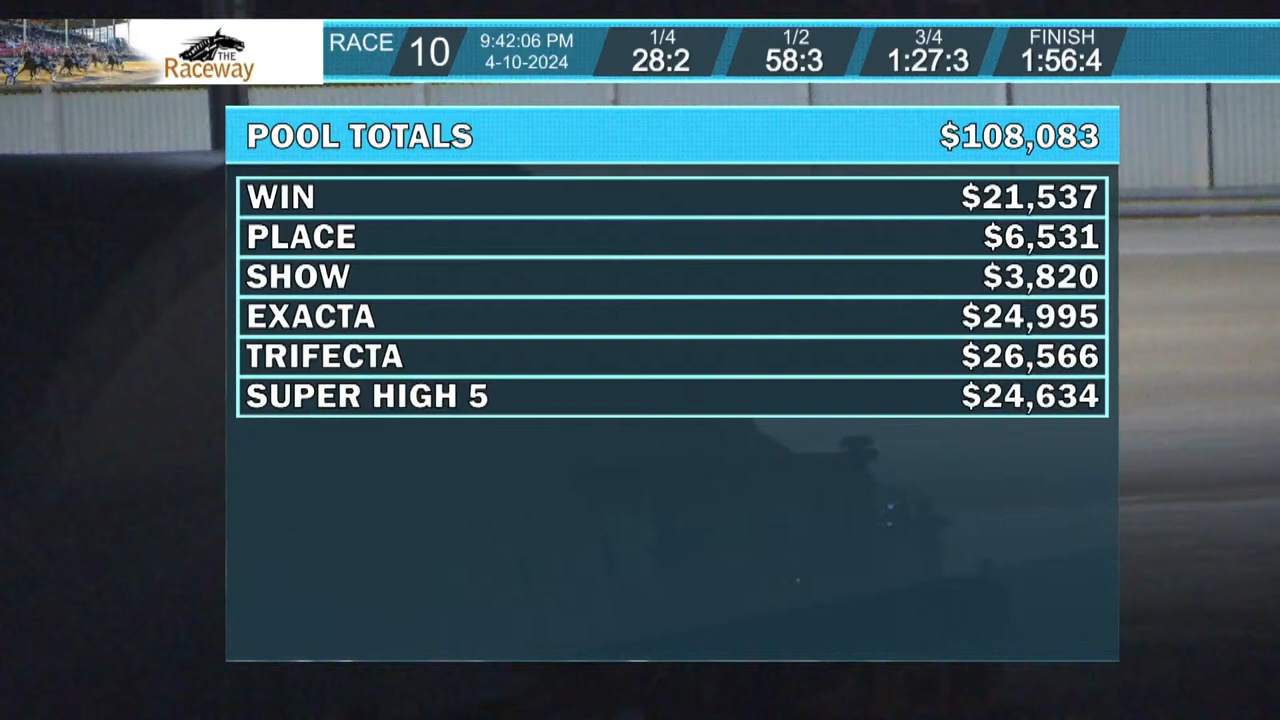 THE
Raceway
RACE 10
9:42:06 PM
4-10-2024
1/4
28:2
1/2
58:3
3/4
1:27:3
FINISH
1:56:4
POOL TOTALS $108,083
WIN $21,537
PLACE $6,531
SHOW $3,820
EXACTA $24,995
TRIFECTA $26,566
SUPER HIGH 5 $24,634